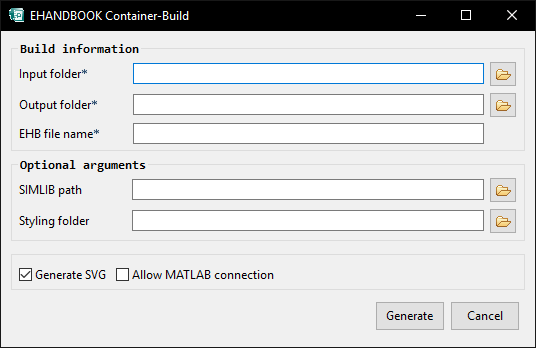 EHANDBOOK Container-Build
Build information
Input folder*
Output folder*
EHB file name*
Optional arguments
SIMLIB path
Styling folder
Generate SVG Allow MATLAB connection
Generate Cancel